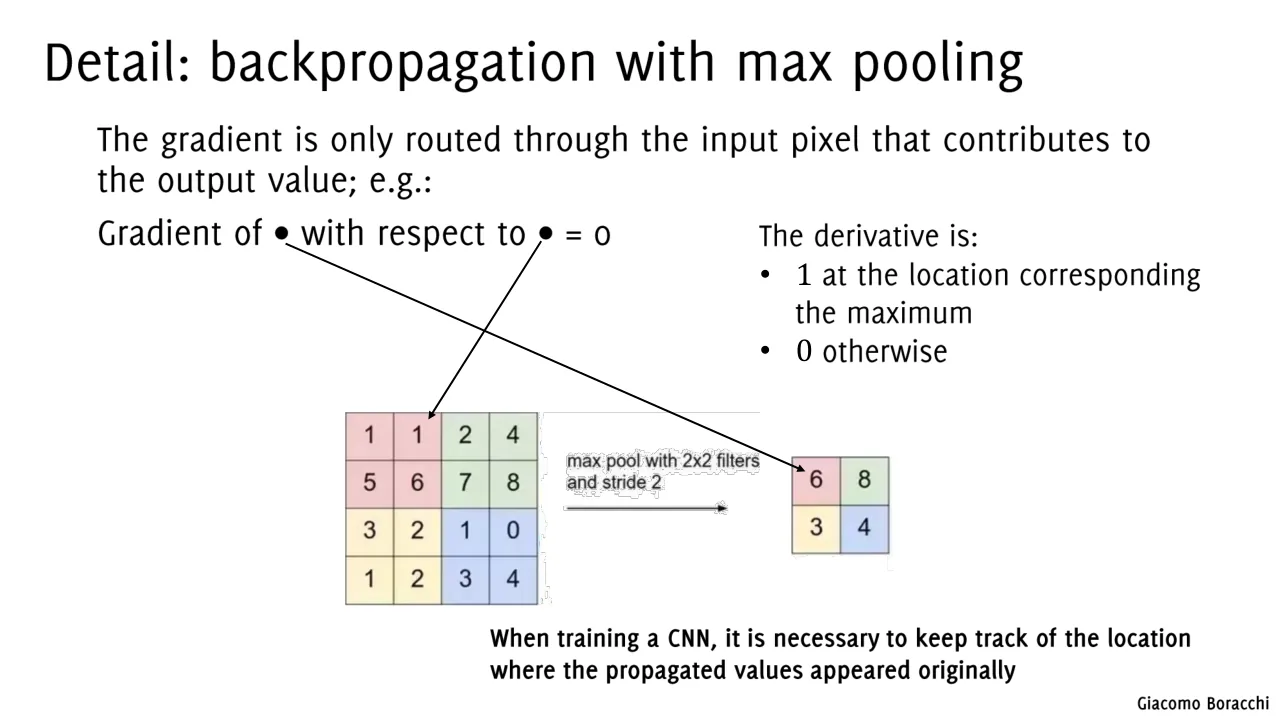 Detail: backpropagation with max pooling
The gradient is only routed through the input pixel that contributes to
the output value; e.g.:
Gradient of • with respect to • = 0
The derivative is:
• 1 at the location corresponding
the maximum
• 0 otherwise
1 1 2 4
5 6 7 8
3 2 1 0
1 2 3 4
max pool with 2x2 filters
and stride 2
6 8
3 4
When training a CNN, it is necessary to keep track of the location
where the propagated values appeared originally
Giacomo Boracchi